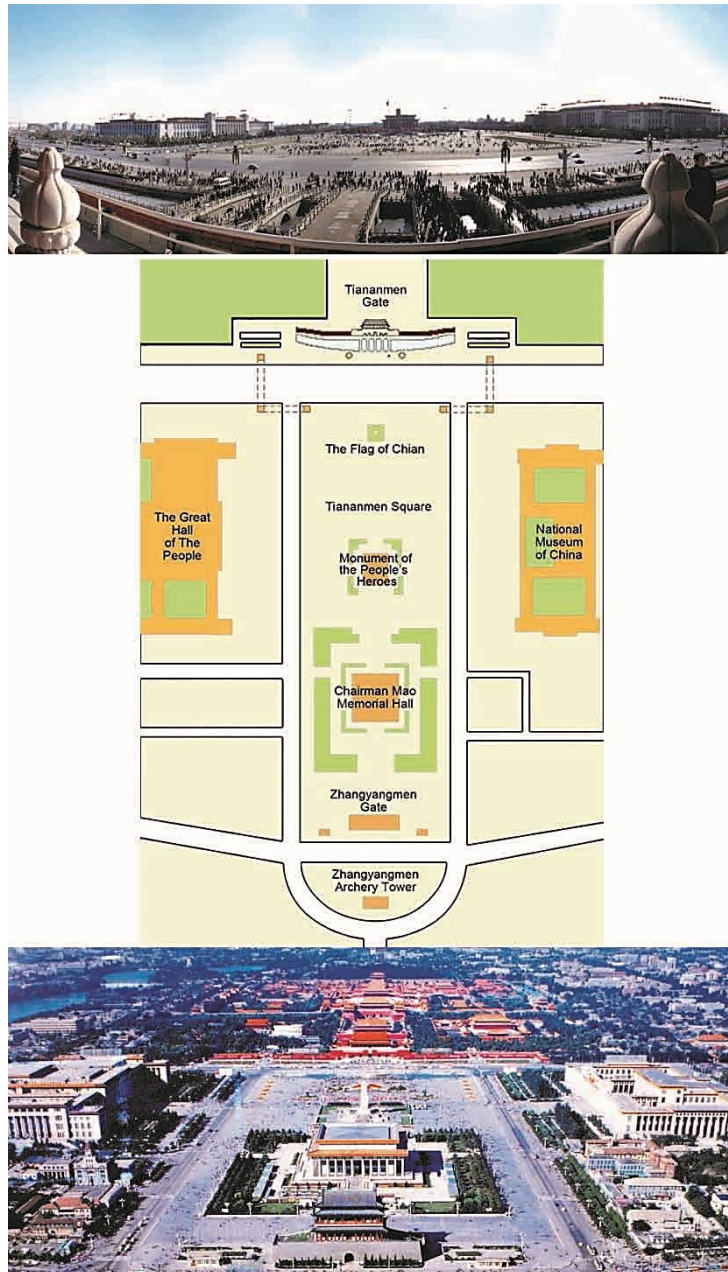 Tiananmen
Gate
The Flag of Chian
Tiananmen Square
The Great
Hall
of The
People
National
Museum
of China
Monument of
the People's
Heroes
Chairman Mao
Memorial Hall
Zhangyangmen
Gate
Zhangyangmen
Archery Tower